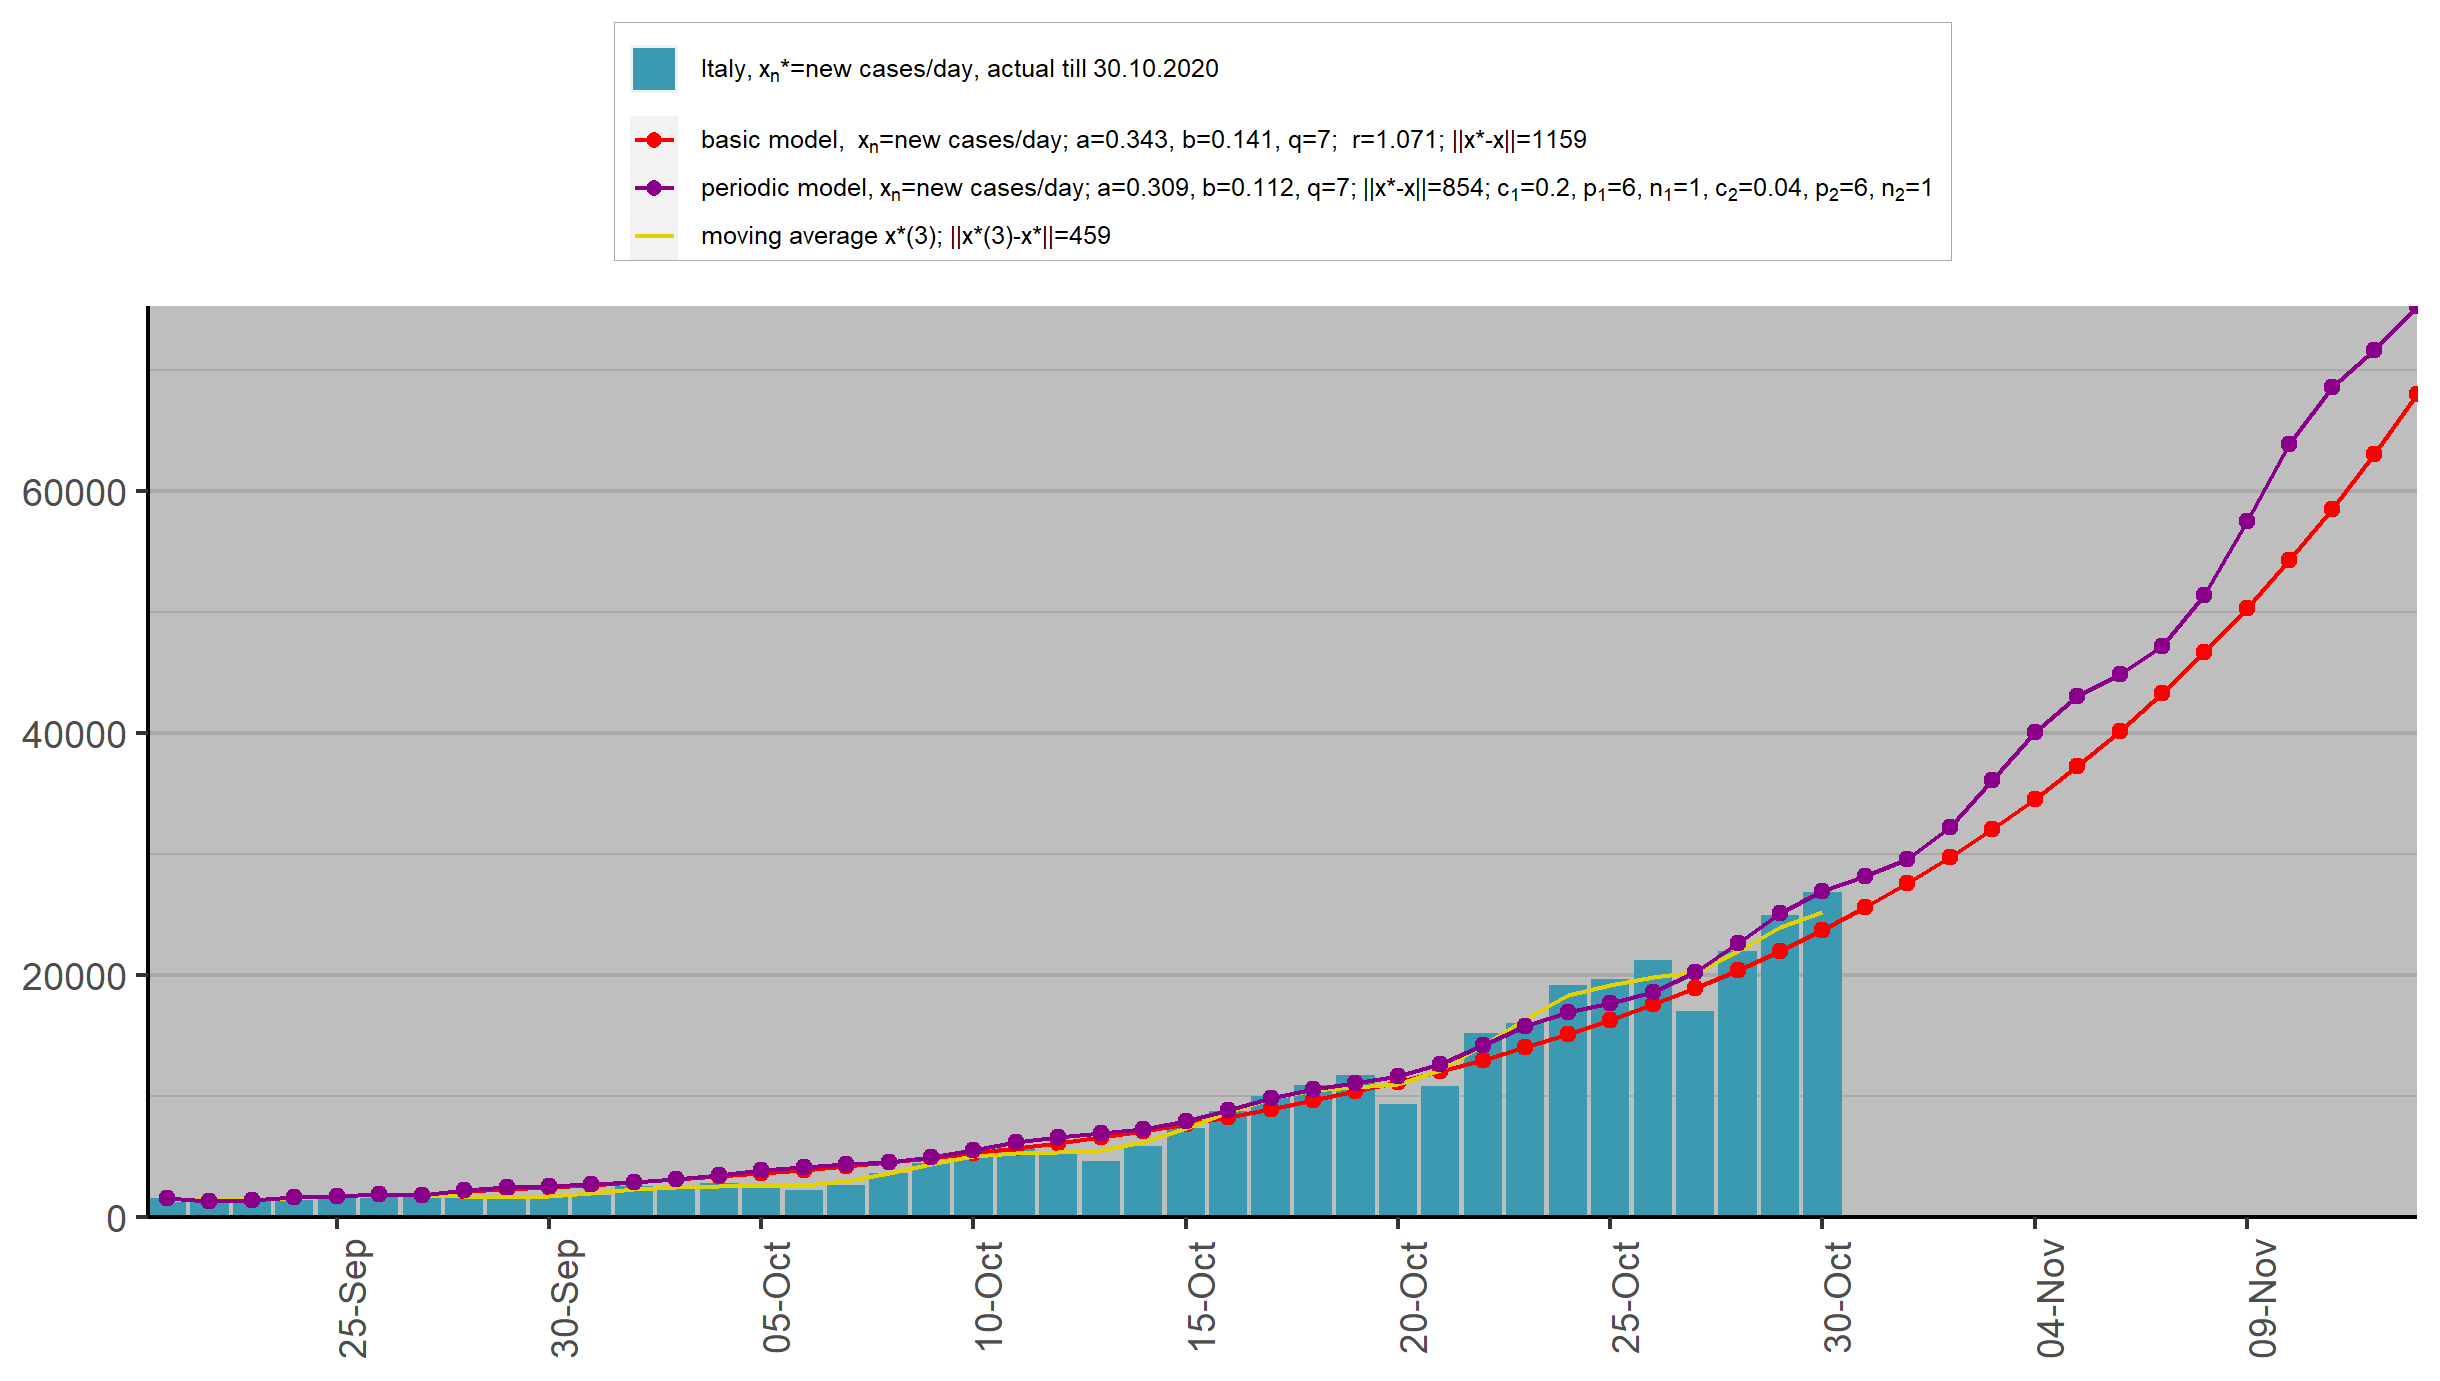 Italy, xn*=new cases/day, actual till 30.10.2020
basic model,  xn=new cases/day; a=0.343, b=0.141, q=7;  r=1.071; ||x*-x||=1159
periodic model, xn=new cases/day; a=0.309, b=0.112, q=7; ||x*-x||=854; c1=0.2, p1=6, n1=1, c2=0.04, p2=6, n2=1
moving average x*(3); ||x*(3)-x*||=459
60000
40000
20000
0
25-Sep
30-Sep
05-Oct
10-Oct
15-Oct
20-Oct
25-Oct
30-Oct
04-Nov
09-Nov